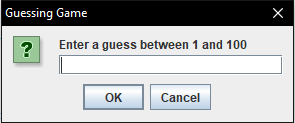 Guessing Game
Enter a guess between 1 and 100
OK
Cancel